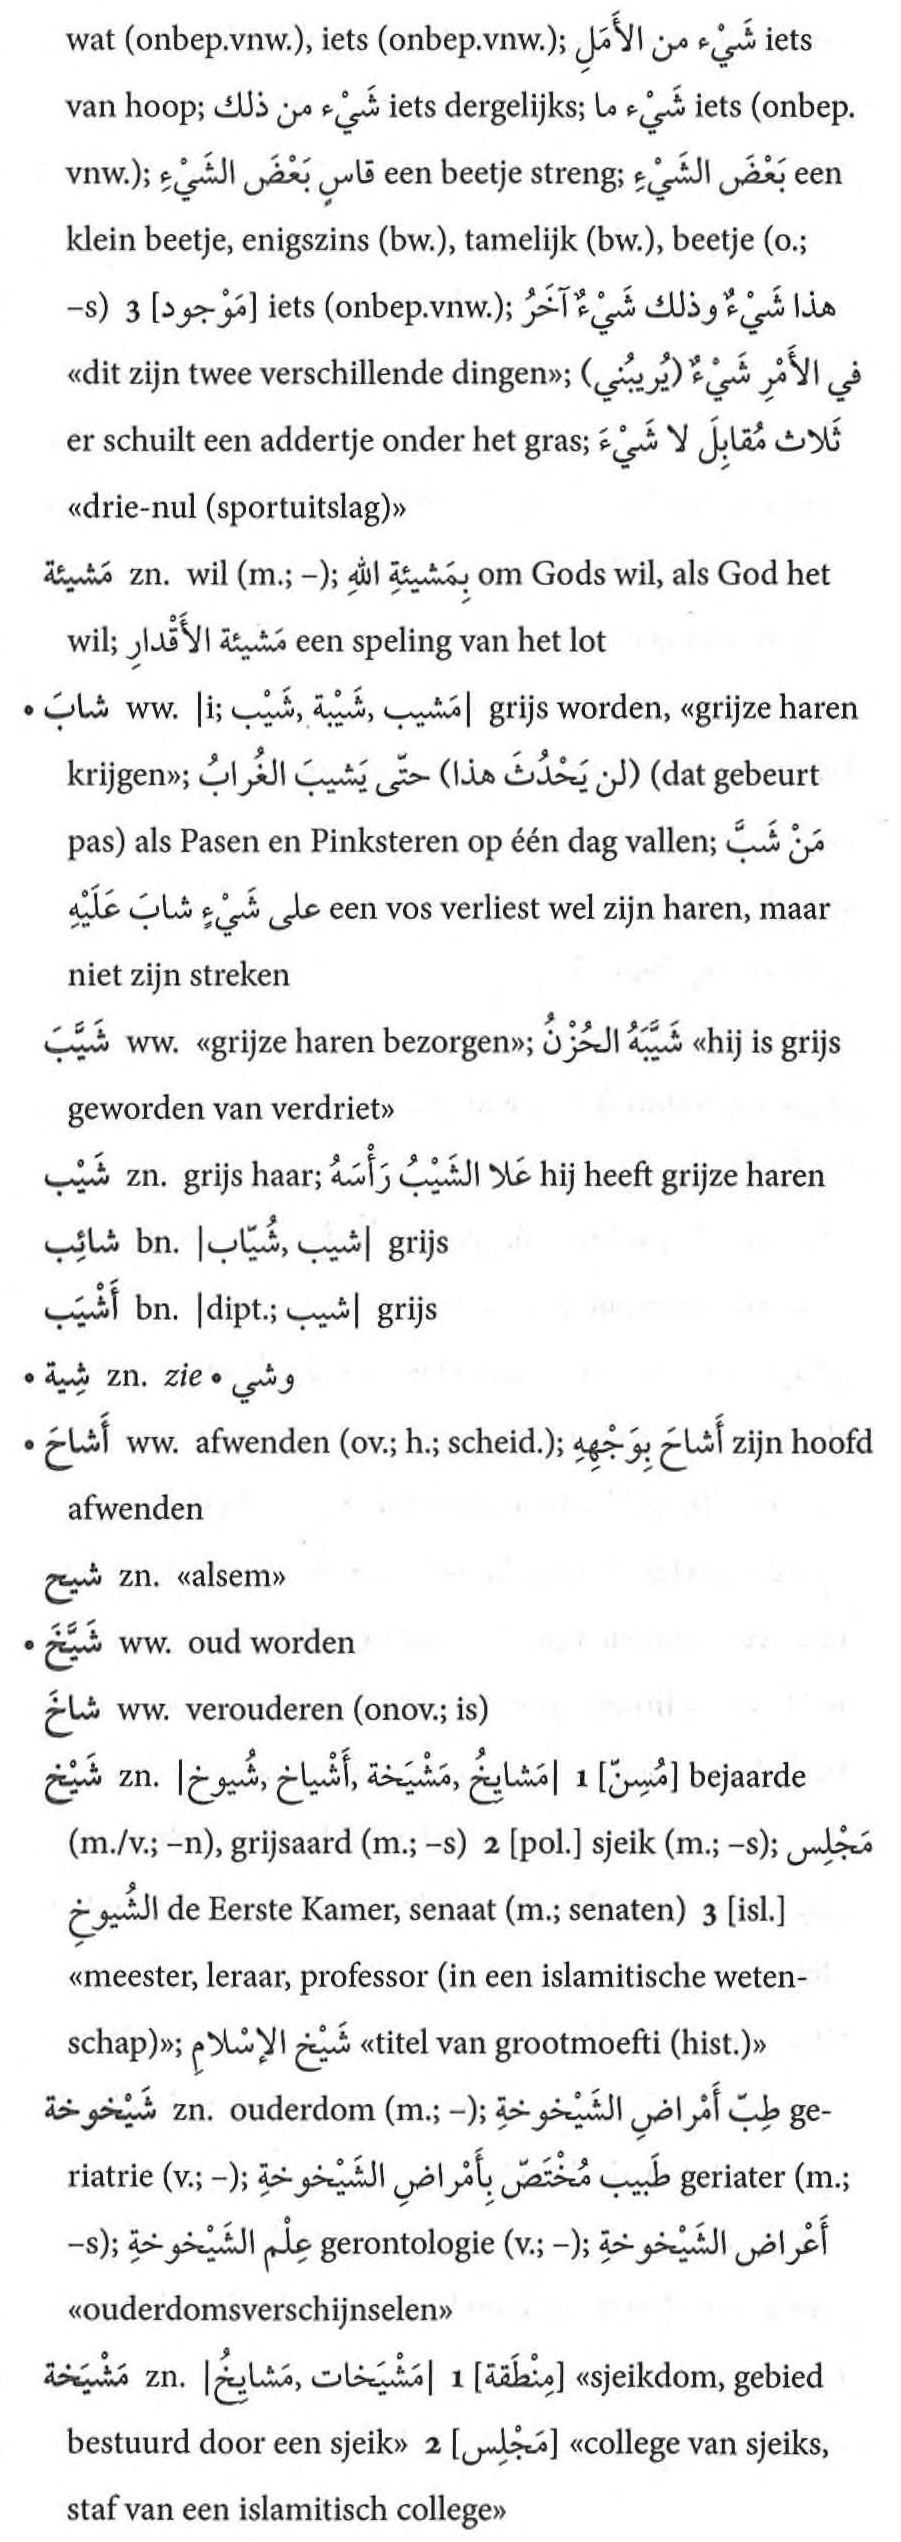 wat (onbep.vnw.), iets (onbep.vnw.); شَيْء من الأَمَلِ iets
van hoop; شَيْء من ذلك iets dergelijks; شَيْء ما iets (onbep.
vnw.); قاسٍ بَعْضَ الشَيْءِ een beetje streng; بَعْضَ الشَيْءِ een
klein beetje, enigszins (bw.), tamelijk (bw.), beetje (o.;
–s) 3 [مَوْجود] iets (onbep.vnw.); هذا شَيْءٌ وذلك شَيْءٌ آخَرُ
«dit zijn twee verschillende dingen»; في الأَمْرِ شَيْءٌ (يُريبُني)
er schuilt een addertje onder het gras; ثَلاث مُقابِلَ لا شَيْءَ
«drie-nul (sportuitslag)»
مَشيئة zn. wil (m.; –); بِمَشيئةِ اللهِ om Gods wil, als God het
wil; مَشيئة الأَقْدارِ een speling van het lot
• شابَ ww. |i; شَيْب, شَيْبة, مَشيب| grijs worden, «grijze haren
krijgen»; (لن يَحْدُثَ هذا) حتّى يَشيبَ الغُرابُ (dat gebeurt
pas) als Pasen en Pinksteren op één dag vallen; مَنْ شَبَّ
على شَيْءٍ شابَ عَلَيْهِ een vos verliest wel zijn haren, maar
niet zijn streken
شَيَّبَ ww. «grijze haren bezorgen»; شَيَّبَهُ الحُزْنُ «hij is grijs
geworden van verdriet»
شَيْب zn. grijs haar; عَلا الشَيْبُ رَأْسَهُ hij heeft grijze haren
شائِب bn. |شيب, شُيّاب| grijs
أَشْيَب bn. |dipt.; شيب| grijs
• شِية zn. zie • وشي
• أَشاحَ ww. afwenden (ov.; h.; scheid.); أَشاحَ بِوَجْهِهِ zijn hoofd
afwenden
شيح zn. «alsem»
• شَيَّخَ ww. oud worden
شاخَ ww. verouderen (onov.; is)
شَيْخ zn. |شُيوخ, أَشْياخ, مَشْيَخة, مَشايِخُ| 1 [مُسِنّ] bejaarde
(m./v.; –n), grijsaard (m.; –s) 2 [pol.] sjeik (m.; –s); مَجْلِس
الشُيوخِ de Eerste Kamer, senaat (m.; senaten) 3 [isl.]
«meester, leraar, professor (in een islamitische weten-
schap)»; شَيْخ الإسْلامِ «titel van grootmoefti (hist.)»
شَيْخوخة zn. ouderdom (m.; –); طِبّ أَمْراضِ الشَيْخوخةِ ge-
riatrie (v.; –); طَبيب مُخْتَصّ بِأَمْراضِ الشَيْخوخةِ geriater (m.;
–s); عِلْم الشَيْخوخةِ gerontologie (v.; –); أَعْراض الشَيْخوخةِ
«ouderdomsverschijnselen»
مَشْيَخة zn. |مَشْيَخات, مَشايِخُ| 1 [مِنْطَقة] «sjeikdom, gebied
bestuurd door een sjeik» 2 [مَجْلِس] «college van sjeiks,
staf van een islamitisch college»